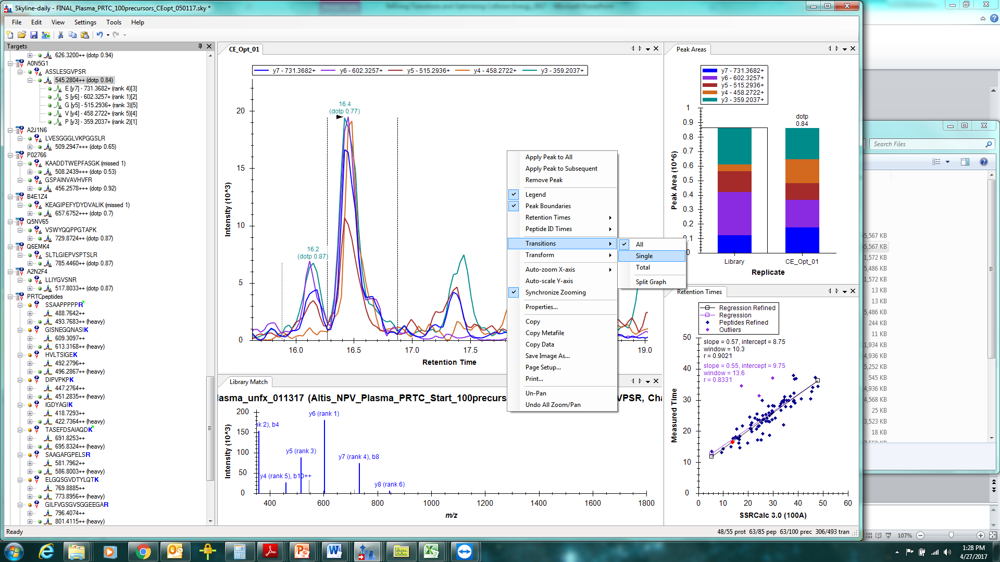 Skyline-daily - FINAL_Plasma_PRTC_100precursors_CEopt_050117.sky *
Refining Transitions and Optimizing Collision Energy_2017 - Microsoft PowerPoint
File Edit View Settings Tools Help
Targets
626.3200++ (dotp 0.94)
A0N5G1
ASSLESGVPSR
545.2804++ (dotp 0.84)
E [y7] - 731.3682+ (rank 4)[3]
S [y6] - 602.3257+ (rank 1)[2]
G [y5] - 515.2936+ (rank 3)[5]
V [y4] - 458.2722+ (rank 5)[4]
P [y3] - 359.2037+ (rank 2)[1]
A2J1N6
LVESGGGLVKPGGSLR
509.2947+++ (dotp 0.65)
P02766
KAADDTWEPFASGK (missed 1)
508.2439+++ (dotp 0.53)
GSPAINVAVHVFR
456.2578+++ (dotp 0.92)
B4E1Z4
KEAGIPEFYDYDVALIK (missed 1)
657.6752+++ (dotp 0.7)
Q5NV65
VSWYQQPPGTAPK
729.8724++ (dotp 0.87)
Q6EMK4
SLTLGIEPVSPTSLR
785.4460++ (dotp 0.87)
A2N2F4
LLIYGVSNR
517.8033++ (dotp 0.87)
PRTCpeptides
SSAAPPPPPR
488.7642++
493.7683++ (heavy)
GISNEGQNASIK
609.3097++
613.3168++ (heavy)
HVLTSIGEK
492.2796++
496.2867++ (heavy)
DIPVPKPK
447.2764++
451.2835++ (heavy)
IGDYAGIK
418.7293++
422.7364++ (heavy)
TASEFDSAIAQDK
691.8253++
695.8324++ (heavy)
SAAGAFGPELSR
581.7962++
586.8003++ (heavy)
ELGQSGVDTYLQTK
769.8885++
773.8956++ (heavy)
GILFVGSGVSGGEEGAR
796.4074++
801.4115++ (heavy)
CE_Opt_01
y7 - 731.3682+ y6 - 602.3257+ y5 - 515.2936+ y4 - 458.2722+ y3 - 359.2037+
Intensity (10^3)
20
15
10
5
0
16.4
(dotp 0.77)
16.2
(dotp 0.87)
16.0 16.5 17.0 17.5 19.0
Retention Time
Apply Peak to All
Apply Peak to Subsequent
Remove Peak
Legend
Peak Boundaries
Retention Times
Peptide ID Times
Transitions
Transform
Auto-zoom X-axis
Auto-scale Y-axis
Synchronize Zooming
Properties...
Copy
Copy Metafile
Copy Data
Save Image As...
Page Setup...
Print...
Un-Pan
Undo All Zoom/Pan
All
Single
Total
Split Graph
Library Match
lasma_unfx_011317 (Altis_NPV_Plasma_PRTC_Start_100precurs VPSR, Cha
Intensity (10^3)
200
150
100
50
0
y6 (rank 1)
nk 2), b4
y5 (rank 3)
y7 (rank 4), b8
y4 (rank 5), b10++
y8 (rank 6)
400 600 800 1000 1200 1400 1600 1800
m/z
Peak Areas
y7 - 731.3682+
y6 - 602.3257+
y5 - 515.2936+
y4 - 458.2722+
y3 - 359.2037+
Peak Area (10^6)
1
0.9
0.8
0.7
0.6
0.5
0.4
0.3
0.2
0.1
0
dotp
0.84
Library CE_Opt_01
Replicate
Retention Times
Regression Refined
Regression
Peptides Refined
Outliers
slope = 0.57, intercept = 8.75
window = 10.3
r = 0.9021
slope = 0.55, intercept = 9.75
window = 13.6
r = 0.8331
Measured Time
50
40
30
20
10
0
0 10 20 30 40 50 60
SSRCalc 3.0 (100A)
Search Files
5,567 KB
5,567 KB
1,572 KB
5,486 KB
1,572 KB
13 KB
13 KB
5,486 KB
244 KB
11 KB
1,934 KB
4,936 KB
5,252 KB
545 KB
4,936 KB
4,568 KB
25 KB
3,523 KB
18 KB
Ready
48/55 prot 63/85 pep 63/100 prec 306/493 tran
107%
1:28 PM
4/27/2017